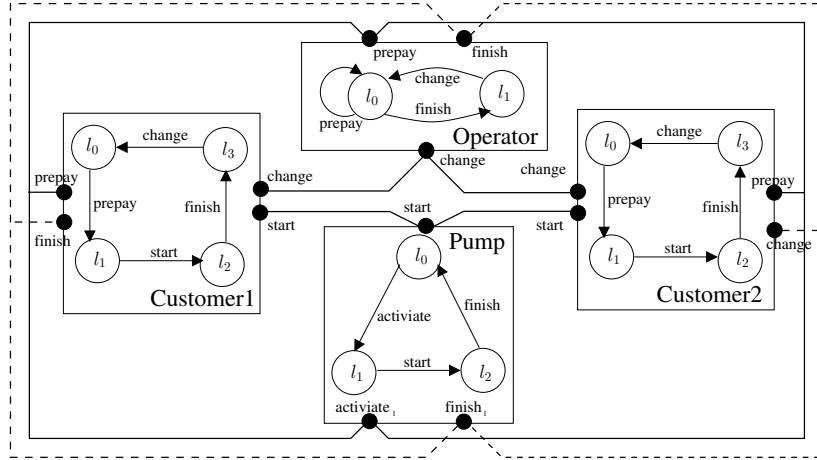 prepay
finish
l0
change
l1
prepay
finish
Operator
change
prepay
finish
l0
change
l3
prepay
finish
l1
start
l2
Customer1
change
start
start
Pump
l0
activiate
finish
l1
start
l2
activiate1
finish1
change
start
l0
change
l3
prepay
finish
l1
start
l2
Customer2
prepay
change